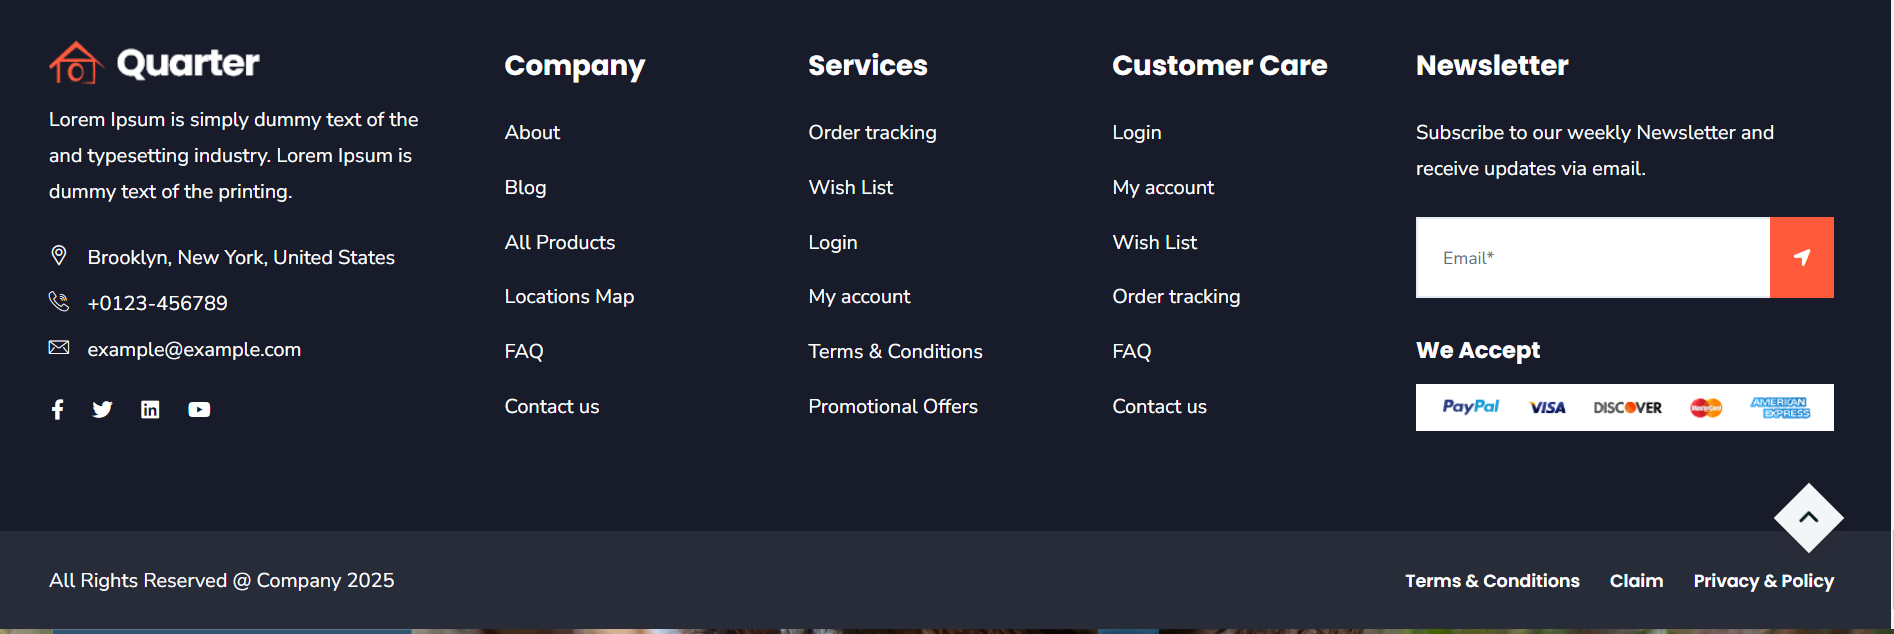 Quarter
Lorem Ipsum is simply dummy text of the
and typesetting industry. Lorem Ipsum is
dummy text of the printing.
Brooklyn, New York, United States
+0123-456789
example@example.com
Company
About
Blog
All Products
Locations Map
FAQ
Contact us
Services
Order tracking
Wish List
Login
My account
Terms & Conditions
Promotional Offers
Customer Care
Login
My account
Wish List
Order tracking
FAQ
Contact us
Newsletter
Subscribe to our weekly Newsletter and
receive updates via email.
Email*
We Accept
PayPal VISA DISCOVER MasterCard AMERICAN EXPRESS
All Rights Reserved @ Company 2025
Terms & Conditions Claim Privacy & Policy